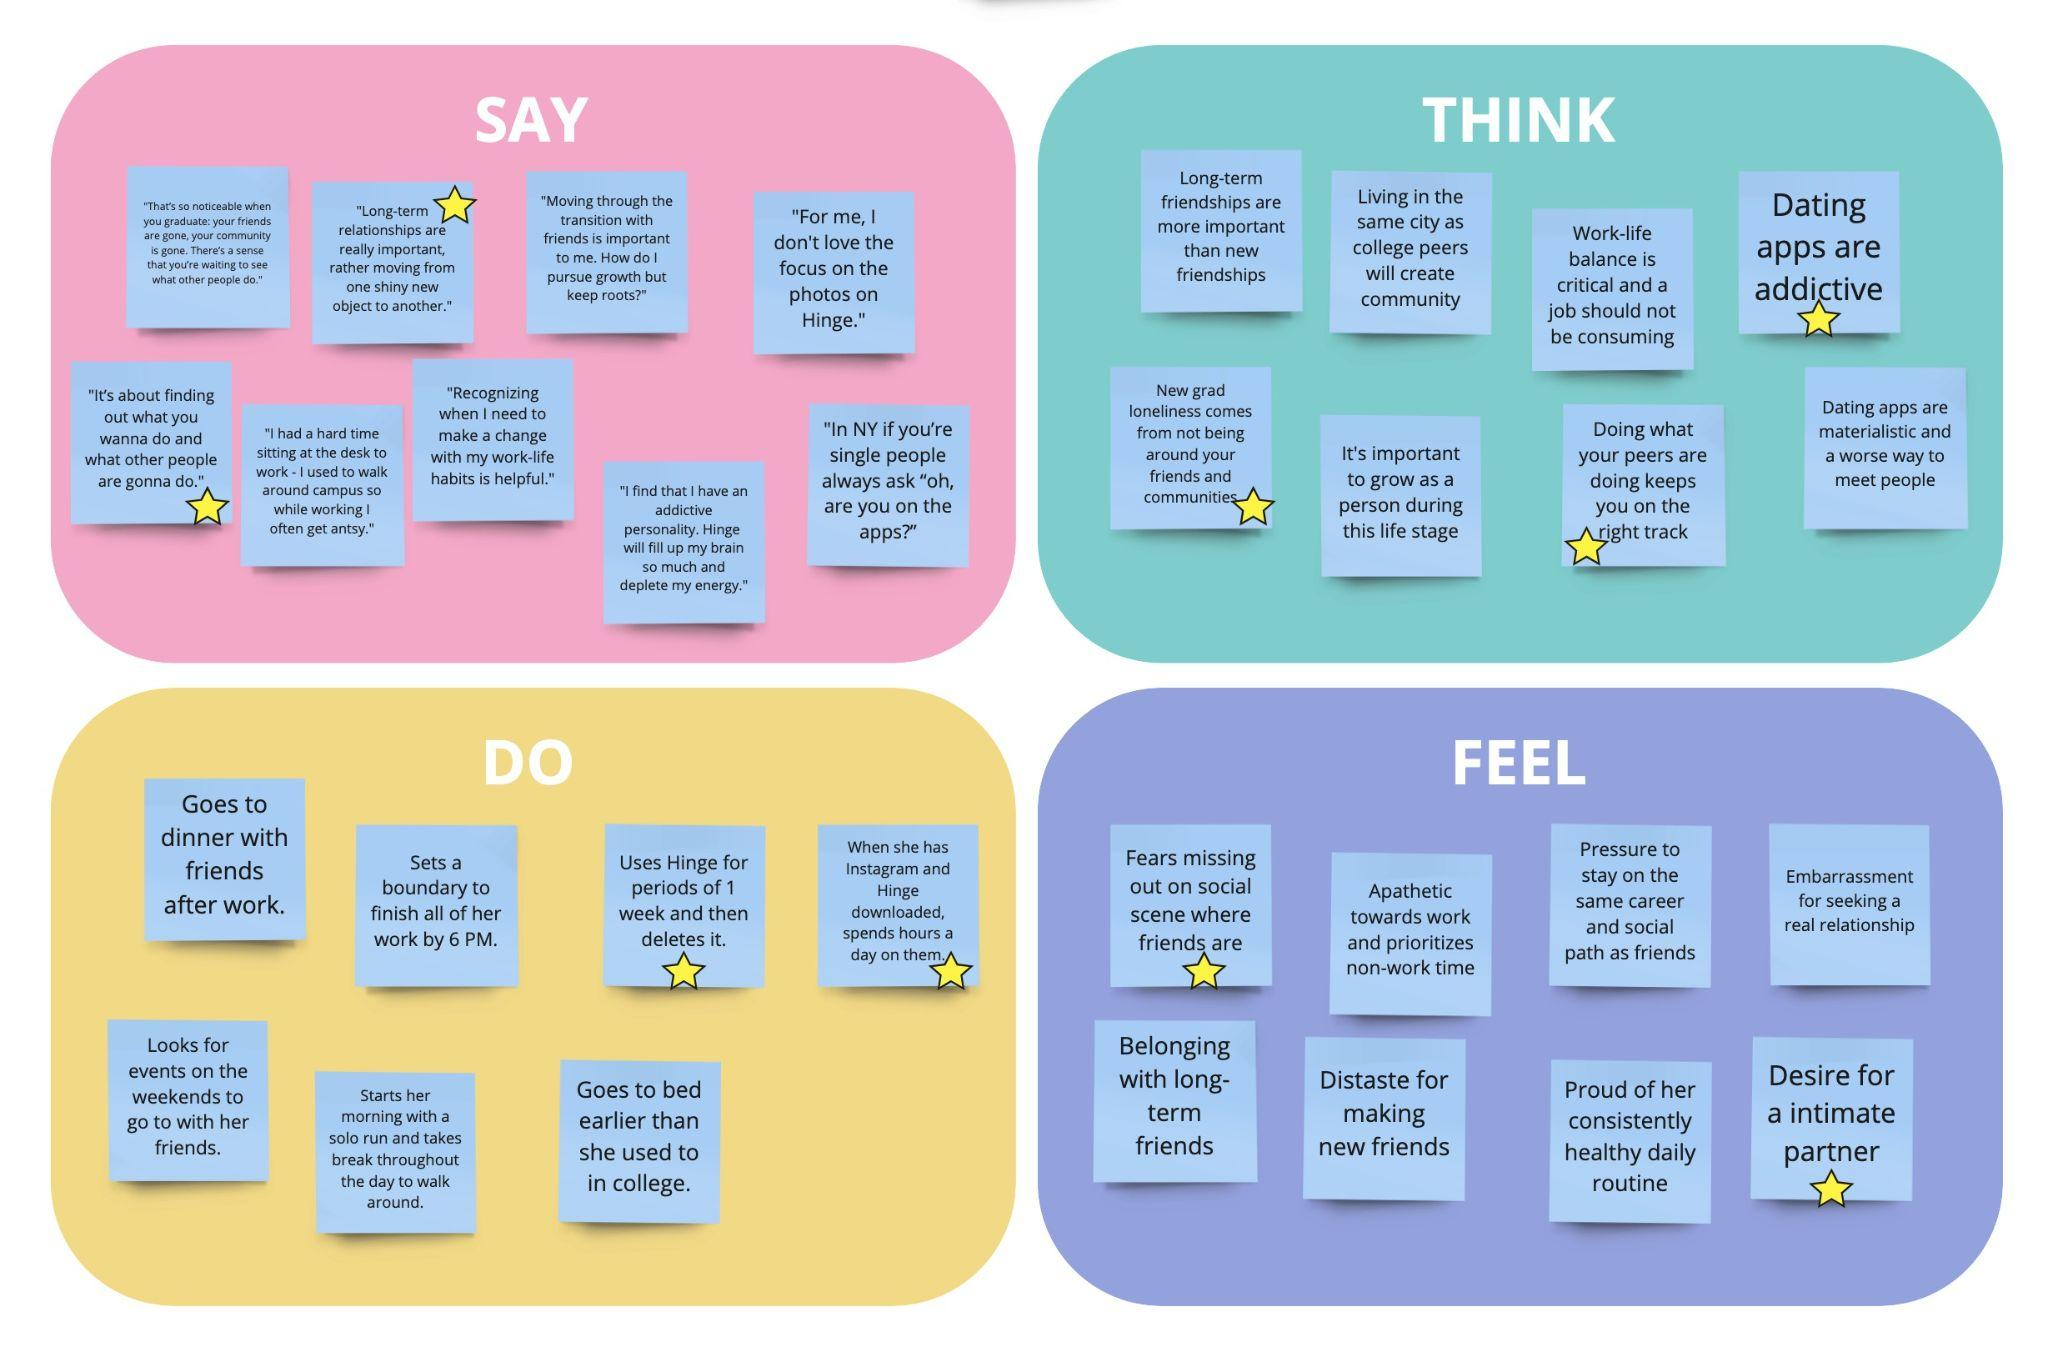 SAY
"That's so noticeable when
you graduate: your friends
are gone, your community
is gone. There's a sense
that you're waiting to see
what other people do."
"Long-term
relationships are
really important,
rather moving from
one shiny new
object to another."
"Moving through the
transition with
friends is important
to me. How do I
pursue growth but
keep roots?"
"For me, I
don't love the
focus on the
photos on
Hinge."
"It’s about finding
out what you
wanna do and
what other people
are gonna do."
"I had a hard time
sitting at the desk to
work - I used to walk
around campus so
while working I
often get antsy."
"Recognizing
when I need to
make a change
with my work-life
habits is helpful."
"I find that I have an
addictive
personality. Hinge
will fill up my brain
so much and
deplete my energy."
"In NY if you’re
single people
always ask “oh,
are you on the
apps?”
THINK
Long-term
friendships are
more important
than new
friendships
Living in the
same city as
college peers
will create
community
Work-life
balance is
critical and a
job should not
be consuming
Dating
apps are
addictive
New grad
loneliness comes
from not being
around your
friends and
communities
It's important
to grow as a
person during
this life stage
Doing what
your peers are
doing keeps
you on the
right track
Dating apps are
materialistic and
a worse way to
meet people
DO
Goes to
dinner with
friends
after work.
Sets a
boundary to
finish all of her
work by 6 PM.
Uses Hinge for
periods of 1
week and then
deletes it.
When she has
Instagram and
Hinge
downloaded,
spends hours a
day on them.
Looks for
events on the
weekends to
go to with her
friends.
Starts her
morning with a
solo run and takes
break throughout
the day to walk
around.
Goes to bed
earlier than
she used to
in college.
FEEL
Fears missing
out on social
scene where
friends are
Apathetic
towards work
and prioritizes
non-work time
Pressure to
stay on the
same career
and social
path as friends
Embarrassment
for seeking a
real relationship
Belonging
with long-
term
friends
Distaste for
making
new friends
Proud of her
consistently
healthy daily
routine
Desire for
a intimate
partner